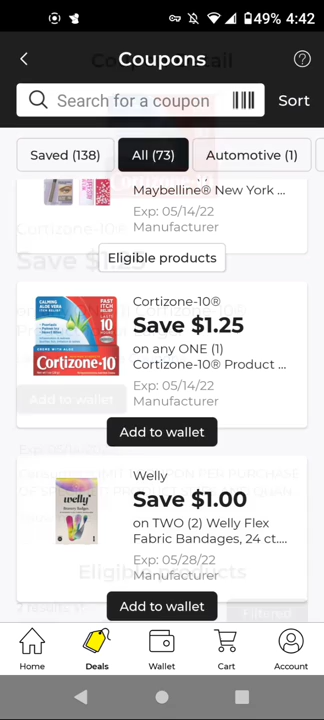 49% 4:42
Coupons
Search for a coupon
Sort
Saved (138)
All (73)
Automotive (1)
Maybelline® New York ...
Exp: 05/14/22
Manufacturer
Eligible products
Cortizone-10®
Save $1.25
on any ONE (1)
Cortizone-10® Product ...
Exp: 05/14/22
Manufacturer
Add to wallet
Welly
Save $1.00
on TWO (2) Welly Flex
Fabric Bandages, 24 ct....
Exp: 05/28/22
Manufacturer
Add to wallet
Eligible products
Home
Deals
Wallet
Cart
Account